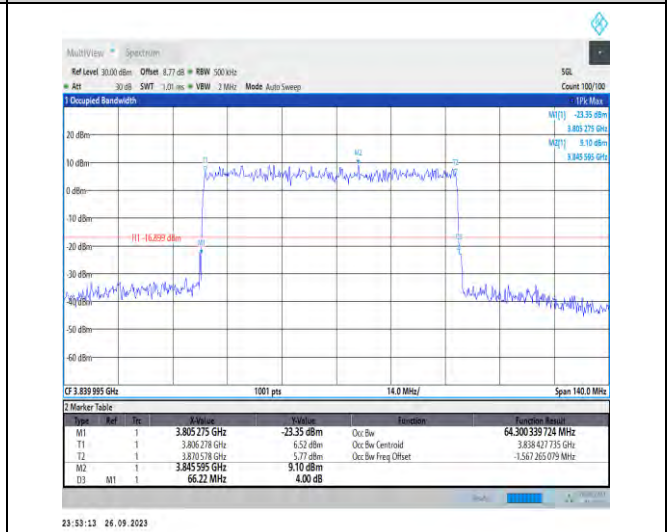 MultiView Spectrum
Ref Level 30.00 dBm Offset 8.77 dB RBW 500 kHz SGL
Att 30 dB SWT 1.01 ms VBW 2 MHz Mode Auto Sweep Count 100/100
1 Occupied Bandwidth 1Pk Max
M1[1] -23.35 dBm
3.805 275 GHz
M2[1] 9.10 dBm
3.845 595 GHz
20 dBm
T1 M2 T2
10 dBm
0 dBm
-10 dBm
H1 -16.899 dBm
M1 D3
-20 dBm
-30 dBm
-40 dBm
-50 dBm
-60 dBm
CF 3.839 995 GHz 1001 pts 14.0 MHz/ Span 140.0 MHz
2 Marker Table
Type Ref Trc X-Value Y-Value Function Function Result
M1 1 3.805 275 GHz -23.35 dBm Occ Bw 64.300 339 724 MHz
T1 1 3.806 278 GHz 6.52 dBm Occ Bw Centroid 3.838 427 735 GHz
T2 1 3.870 578 GHz 5.77 dBm Occ Bw Freq Offset -1.567 265 079 MHz
M2 1 3.845 595 GHz 9.10 dBm
D3 M1 1 66.22 MHz 4.00 dB
23:53:13 26.09.2023